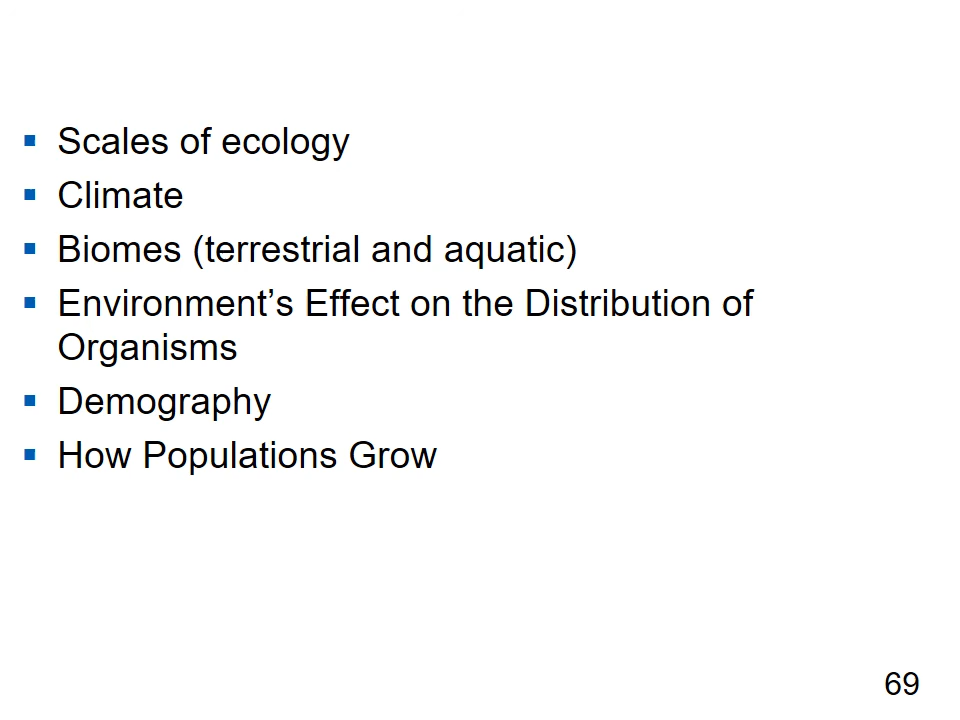 ▪ Scales of ecology
▪ Climate
▪ Biomes (terrestrial and aquatic)
▪ Environment’s Effect on the Distribution of
Organisms
▪ Demography
▪ How Populations Grow
69